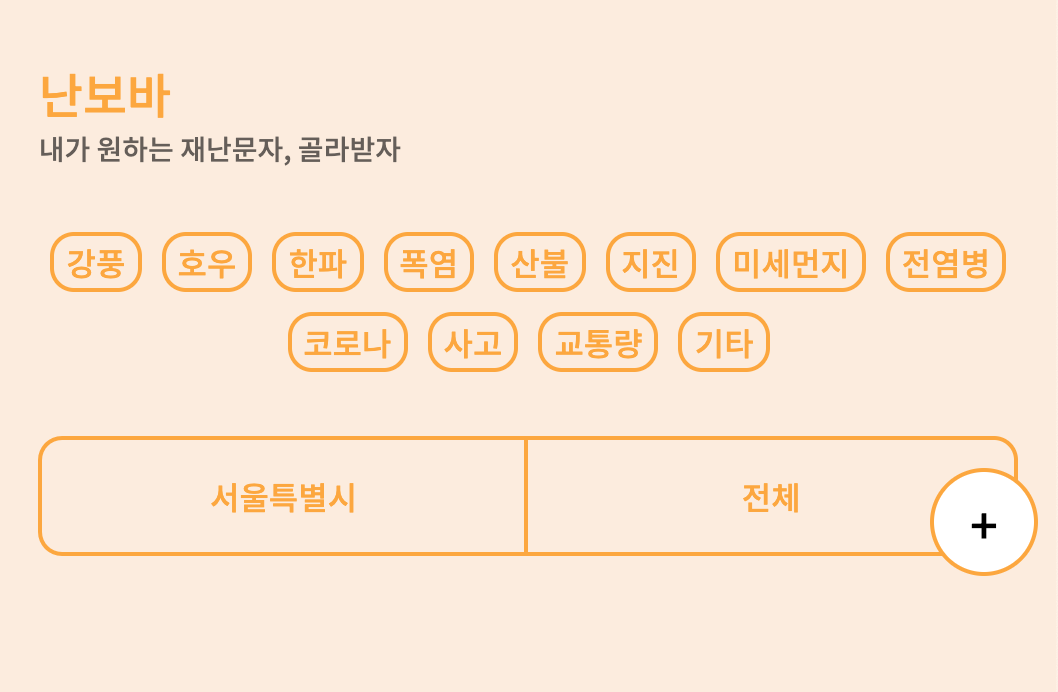 난보바
내가 원하는 재난문자, 골라받자
강풍 호우 한파 폭염 산불 지진 미세먼지 전염병
코로나 사고 교통량 기타
서울특별시 전체
+